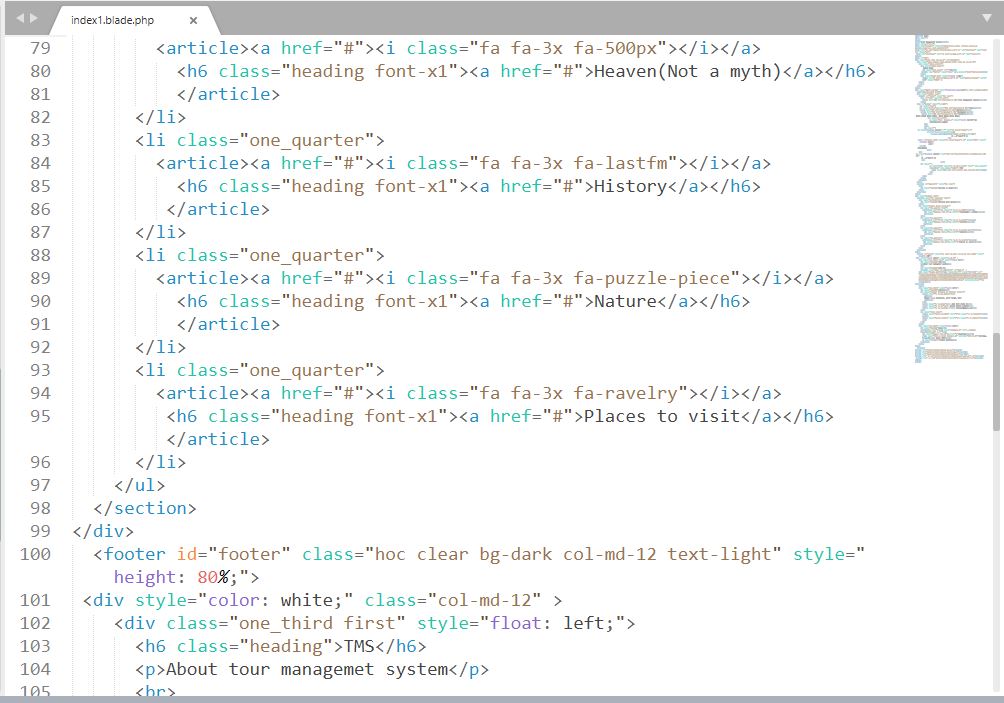 index1.blade.php ×
79 <article><a href="#"><i class="fa fa-3x fa-500px"></i></a>
80 <h6 class="heading font-x1"><a href="#">Heaven(Not a myth)</a></h6>
81 </article>
82 </li>
83 <li class="one_quarter">
84 <article><a href="#"><i class="fa fa-3x fa-lastfm"></i></a>
85 <h6 class="heading font-x1"><a href="#">History</a></h6>
86 </article>
87 </li>
88 <li class="one_quarter">
89 <article><a href="#"><i class="fa fa-3x fa-puzzle-piece"></i></a>
90 <h6 class="heading font-x1"><a href="#">Nature</a></h6>
91 </article>
92 </li>
93 <li class="one_quarter">
94 <article><a href="#"><i class="fa fa-3x fa-ravelry"></i></a>
95 <h6 class="heading font-x1"><a href="#">Places to visit</a></h6>
</article>
96 </li>
97 </ul>
98 </section>
99 </div>
100 <footer id="footer" class="hoc clear bg-dark col-md-12 text-light" style="
height: 80%;">
101 <div style="color: white;" class="col-md-12" >
102 <div class="one_third first" style="float: left;">
103 <h6 class="heading">TMS</h6>
104 <p>About tour managemet system</p>
105 <br>